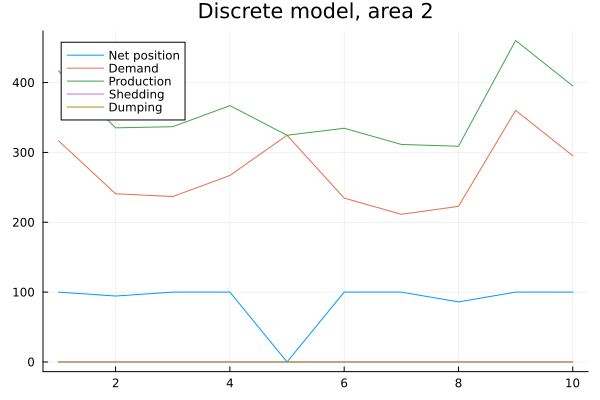 Discrete model, area 2
Net position
Demand
Production
Shedding
Dumping
400
300
200
100
0
2 4 6 8 10